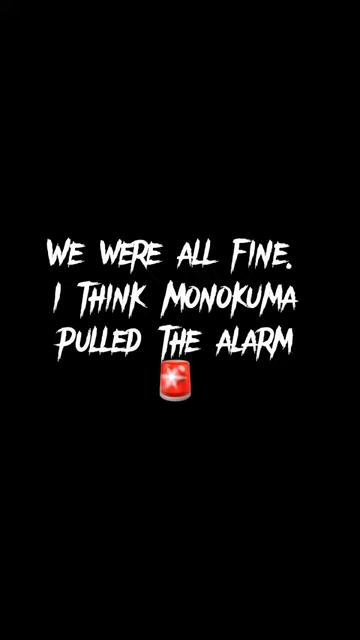 WE WERE ALL FINE.
I THINK MONOKUMA
PULLED THE ALARM
🚨